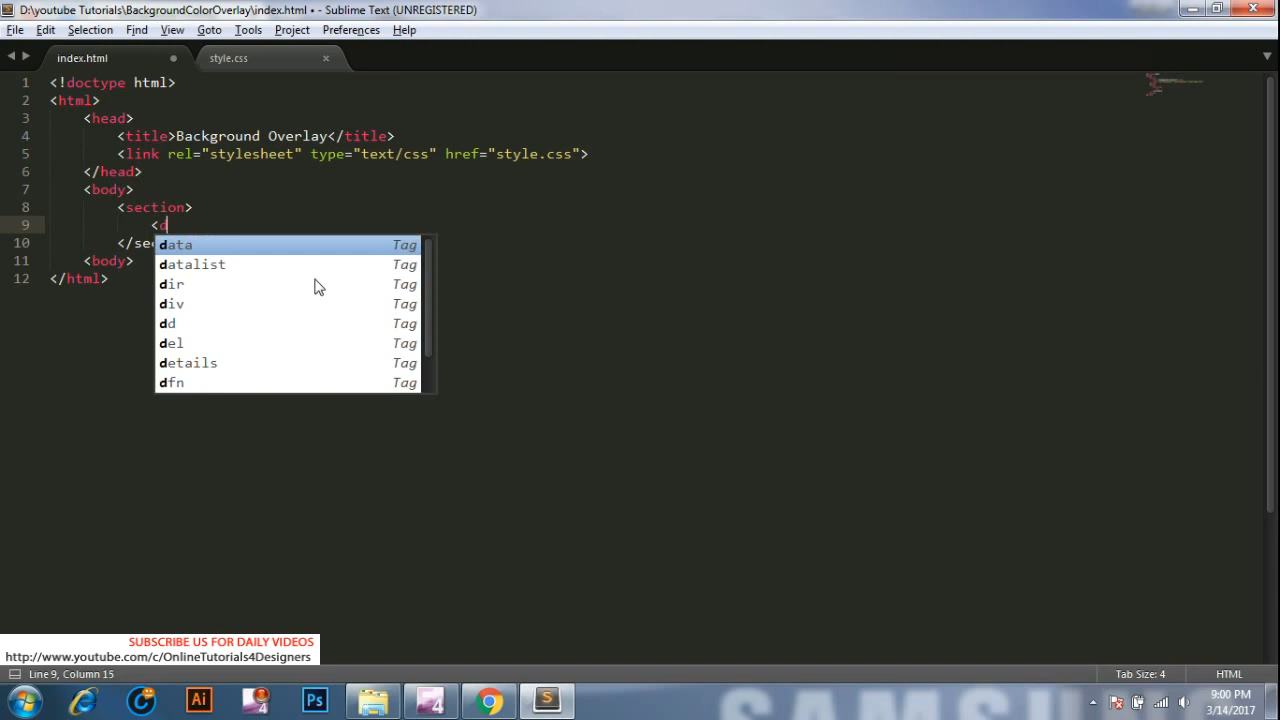 D:\youtube Tutorials\BackgroundColorOverlay\index.html • - Sublime Text (UNREGISTERED)
File Edit Selection Find View Goto Tools Project Preferences Help
index.html style.css
1 <!doctype html>
2 <html>
3 <head>
4 <title>Background Overlay</title>
5 <link rel="stylesheet" type="text/css" href="style.css">
6 </head>
7 <body>
8 <section>
9 <d
10 </sec
11 <body>
12 </html>
data Tag
datalist Tag
dir Tag
div Tag
dd Tag
del Tag
details Tag
dfn Tag
SUBSCRIBE US FOR DAILY VIDEOS
http://www.youtube.com/c/OnlineTutorials4Designers
Line 9, Column 15 Tab Size: 4 HTML
Ai 4 Ps 4 S
9:00 PM
3/14/2017